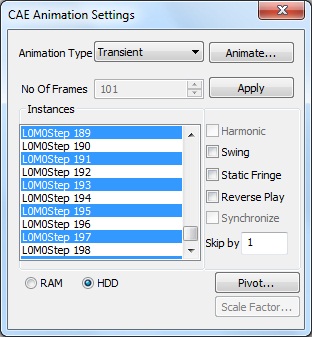 CAE Animation Settings
Animation Type Transient Animate...
No Of Frames 101 Apply
Instances
L0M0Step 189
L0M0Step 190
L0M0Step 191
L0M0Step 192
L0M0Step 193
L0M0Step 194
L0M0Step 195
L0M0Step 196
L0M0Step 197
L0M0Step 198
Harmonic
Swing
Static Fringe
Reverse Play
Synchronize
Skip by 1
RAM HDD Pivot...
Scale Factor...